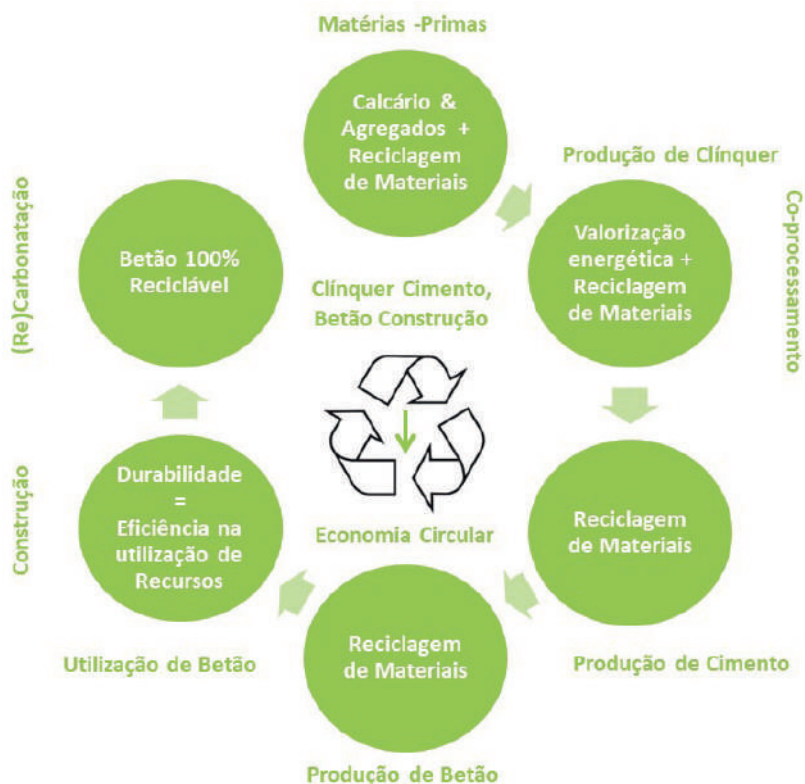 Matérias -Primas
Calcário &
Agregados +
Reciclagem
de Materiais
Produção de Clínquer
Valorização
energética +
Reciclagem
de Materiais
Co-processamento
Reciclagem
de Materiais
Produção de Cimento
Reciclagem
de Materiais
Produção de Betão
Durabilidade
=
Eficiência na
utilização de
Recursos
Utilização de Betão
Construção
Betão 100%
Reciclável
(Re)Carbonatação
Clínquer Cimento,
Betão Construção
Economia Circular